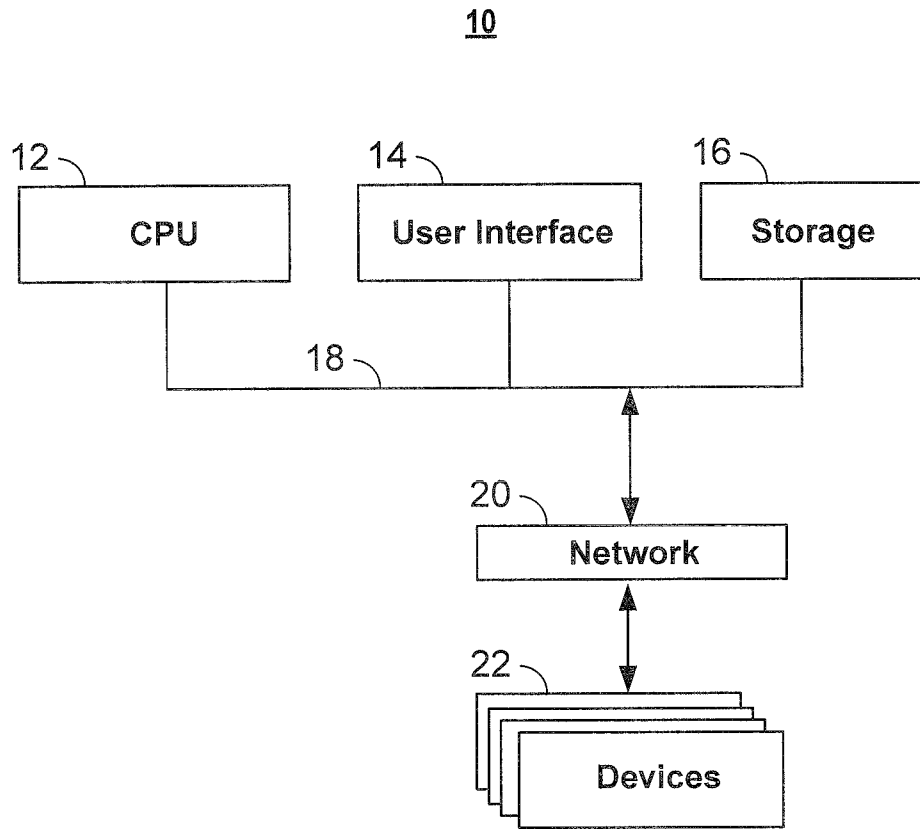 10
12
14
16
CPU
User Interface
Storage
18
20
Network
22
Devices